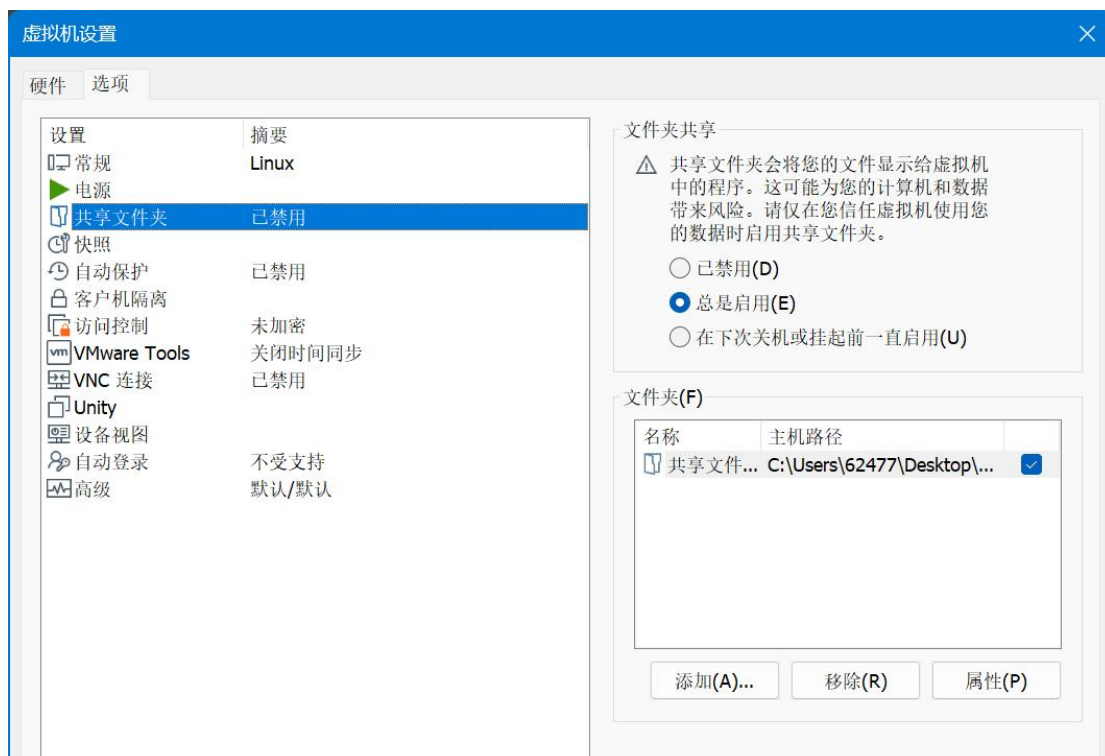 虚拟机设置
硬件 选项
设置 摘要
常规 Linux
电源
共享文件夹 已禁用
快照
自动保护 已禁用
客户机隔离
访问控制 未加密
vm VMware Tools 关闭时间同步
VNC 连接 已禁用
Unity
设备视图
自动登录 不受支持
高级 默认/默认
文件夹共享
共享文件夹会将您的文件显示给虚拟机
中的程序。这可能为您的计算机和数据
带来风险。请仅在您信任虚拟机使用您
的数据时启用共享文件夹。
已禁用(D)
总是启用(E)
在下次关机或挂起前一直启用(U)
文件夹(F)
名称 主机路径
共享文件... C:\Users\62477\Desktop\...
添加(A)... 移除(R) 属性(P)